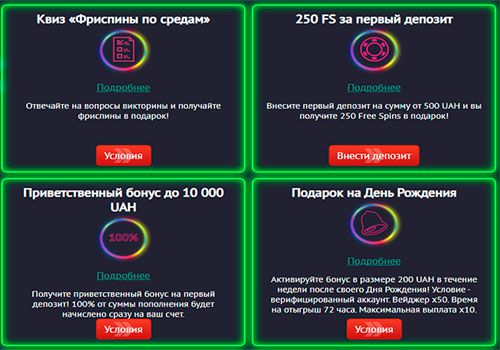 Квиз «Фриспины по средам»
Подробнее
Отвечайте на вопросы викторины и получайте
фриспины в подарок!
Условия
250 FS за первый депозит
Подробнее
Внесите первый депозит на сумму от 500 UAH и вы
получите 250 Free Spins в подарок!
Внести депозит
Приветственный бонус до 10 000
UAH
100%
Подробнее
Получите приветственный бонус на первый
депозит! 100% от суммы пополнения будет
начислено сразу на ваш счет.
Условия
Подарок на День Рождения
Подробнее
Активируйте бонус в размере 200 UAH в течение
недели после своего Дня Рождения! Условие -
верифицированный аккаунт. Вейджер x50. Время
на отыгрыш 72 часа. Максимальная выплата x10.
Условия